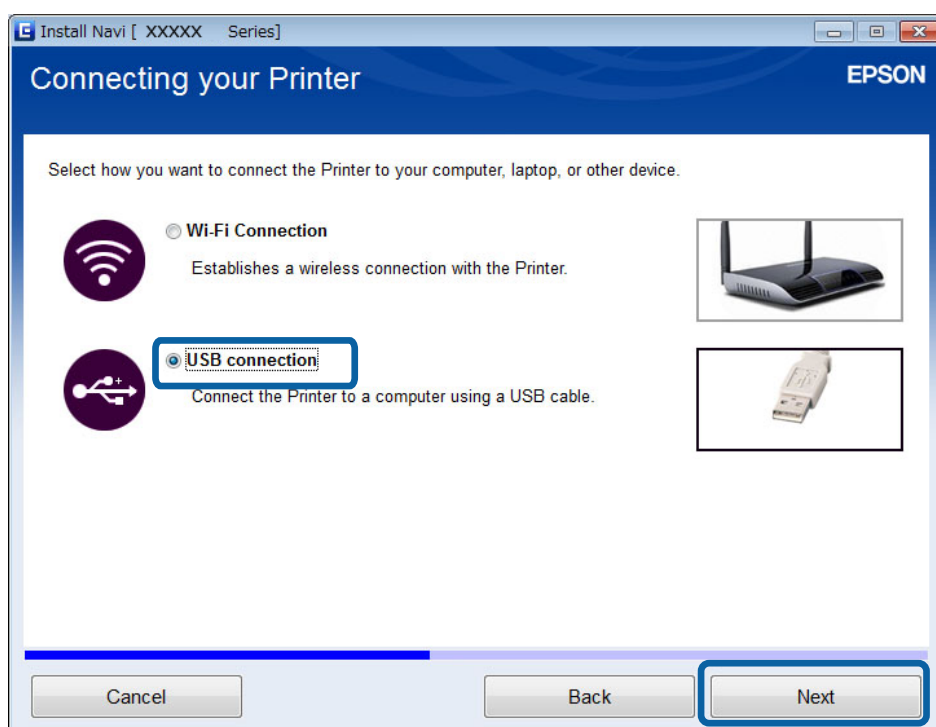 Install Navi [ XXXXX Series]
Connecting your Printer
EPSON
Select how you want to connect the Printer to your computer, laptop, or other device.
Wi-Fi Connection
Establishes a wireless connection with the Printer.
USB connection
Connect the Printer to a computer using a USB cable.
Cancel
Back
Next